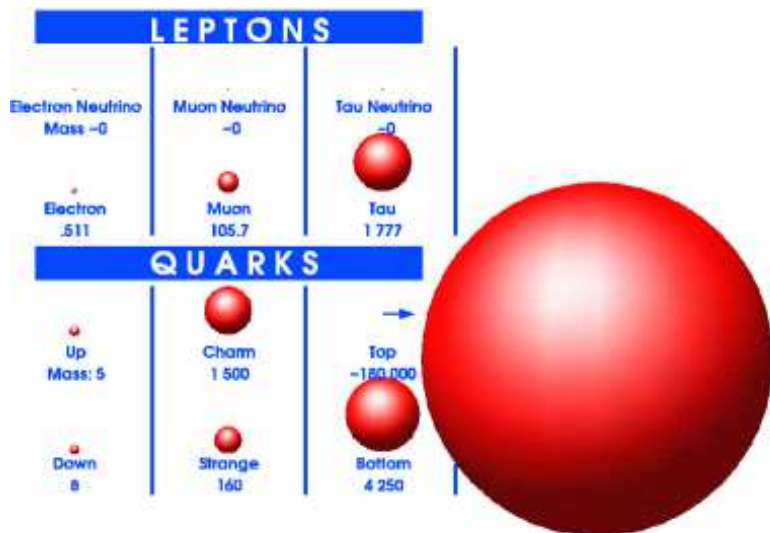 LEPTONS
Electron Neutrino Muon Neutrino Tau Neutrino
Mass ~0 ~0 ~0
Electron Muon Tau
.511 105.7 1 777
QUARKS
Up Charm Top
Mass: 5 1 500 ~180 000
Down Strange Bottom
8 160 4 250